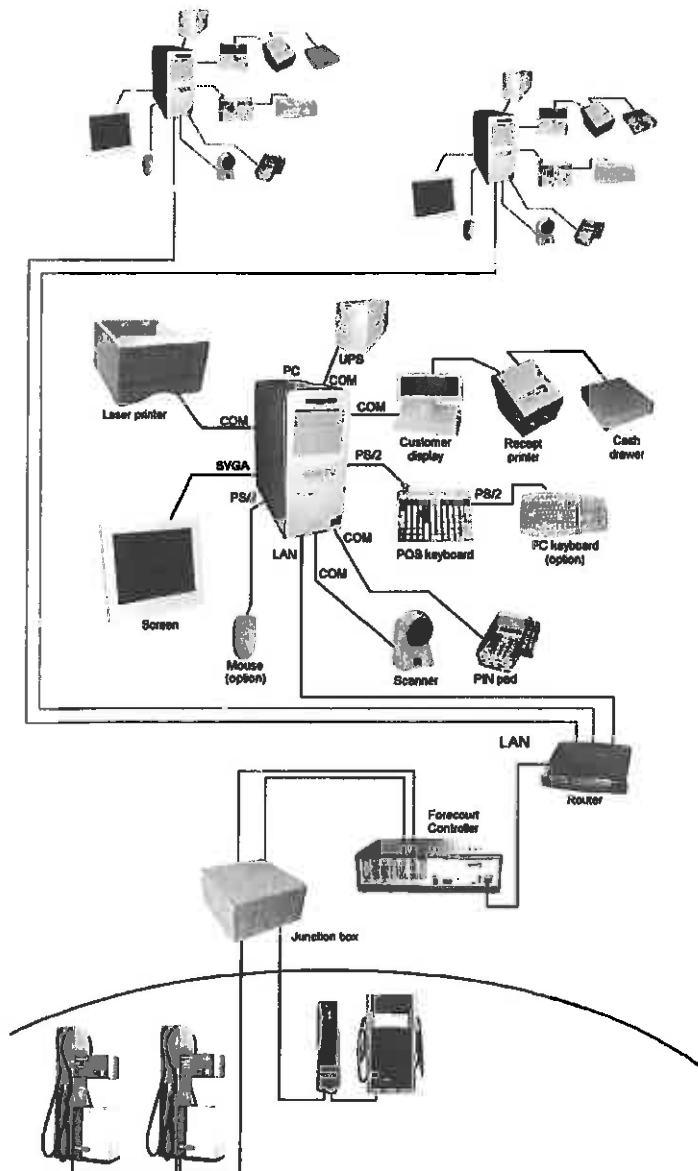 UPS
PC
COM
Laser printer
COM
COM
Customer
display
Receipt
printer
Cash
drawer
SVGA
PS/2
PS/2
PS/
POS keyboard
PC keyboard
(option)
LAN
COM
COM
Screen
Mouse
(option)
Scanner
PIN pad
LAN
Router
Forecourt
Controller
Junction box